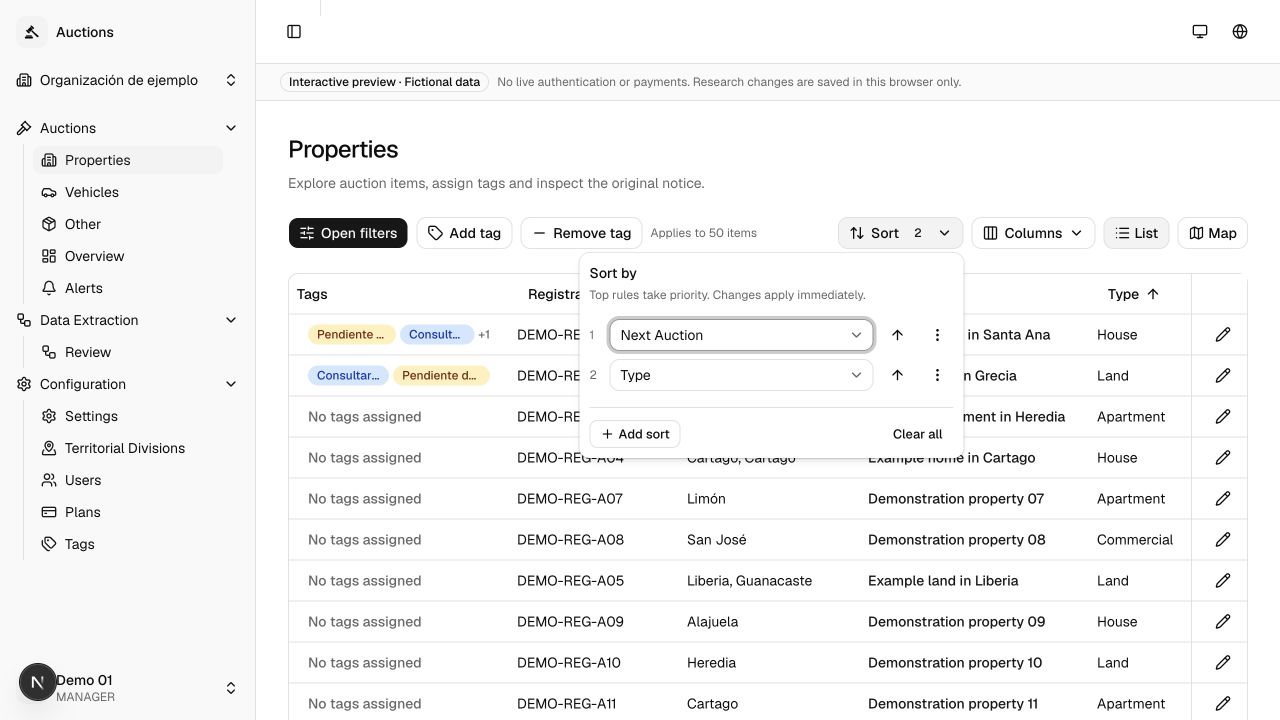 Auctions
Organización de ejemplo
Auctions
Properties
Vehicles
Other
Overview
Alerts
Data Extraction
Review
Configuration
Settings
Territorial Divisions
Users
Plans
Tags
N
Demo 01
MANAGER
Interactive preview · Fictional data No live authentication or payments. Research changes are saved in this browser only.
Properties
Explore auction items, assign tags and inspect the original notice.
Open filters Add tag Remove tag Applies to 50 items Sort 2 Columns List Map
Sort by
Top rules take priority. Changes apply immediately.
1 Next Auction
2 Type
Add sort Clear all
Tags Registra Type
Pendiente ... Consult... +1 DEMO-RE in Santa Ana House
Consultar... Pendiente d... DEMO-RE n Grecia Land
No tags assigned DEMO-RE ment in Heredia Apartment
No tags assigned DEMO-REG-A04 Cartago, Cartago Example home in Cartago House
No tags assigned DEMO-REG-A07 Limón Demonstration property 07 Apartment
No tags assigned DEMO-REG-A08 San José Demonstration property 08 Commercial
No tags assigned DEMO-REG-A05 Liberia, Guanacaste Example land in Liberia Land
No tags assigned DEMO-REG-A09 Alajuela Demonstration property 09 House
No tags assigned DEMO-REG-A10 Heredia Demonstration property 10 Land
No tags assigned DEMO-REG-A11 Cartago Demonstration property 11 Apartment